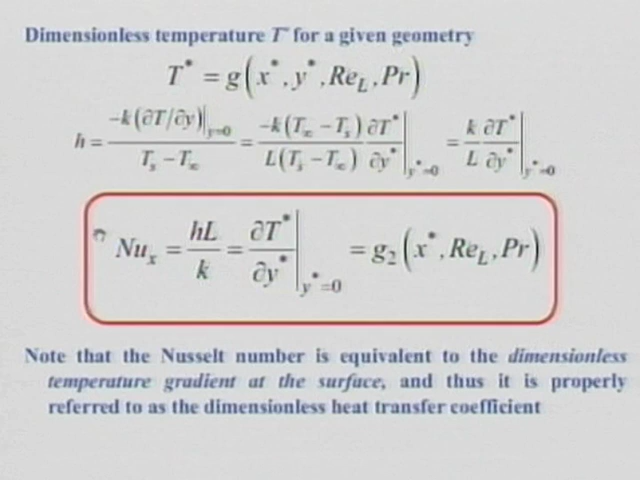 Dimensionless temperature T* for a given geometry
T* = g(x*, y*, Re_L, Pr)
h = -k(∂T/∂y)|_{y=0} / (T_s - T_∞) = -k(T_∞ - T_s) / L(T_s - T_∞) ∂T*/∂y*|_{y*=0} = k/L ∂T*/∂y*|_{y*=0}
Nu_x = hL/k = ∂T*/∂y*|_{y*=0} = g_2(x*, Re_L, Pr)
Note that the Nusselt number is equivalent to the dimensionless
temperature gradient at the surface, and thus it is properly
referred to as the dimensionless heat transfer coefficient